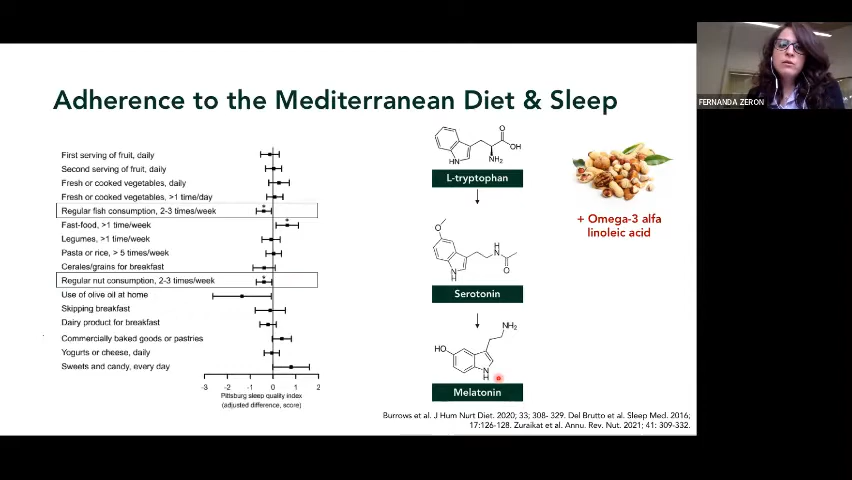 FERNANDA ZERON
Adherence to the Mediterranean Diet & Sleep
First serving of fruit, daily
Second serving of fruit, daily
Fresh or cooked vegetables, daily
Fresh or cooked vegetables, >1 time/day
Regular fish consumption, 2-3 times/week
Fast-food, >1 time/week
Legumes, >1 time/week
Pasta or rice, > 5 times/week
Cerales/grains for breakfast
Regular nut consumption, 2-3 times/week
Use of olive oil at home
Skipping breakfast
Dairy product for breakfast
Commercially baked goods or pastries
Yogurts or cheese, daily
Sweets and candy, every day
* 
*
*
-3 -2 -1 0 1 2
Pittsburg sleep quality index
(adjusted difference, score)
O
OH
HN
NH2
L-tryptophan
O
H
N
O
N
H
Serotonin
NH2
HO
N
H
Melatonin
+ Omega-3 alfa
linoleic acid
Burrows et al. J Hum Nurt Diet. 2020; 33; 308- 329. Del Brutto et al. Sleep Med. 2016;
17:126-128. Zuraikat et al. Annu. Rev. Nut. 2021; 41: 309-332.